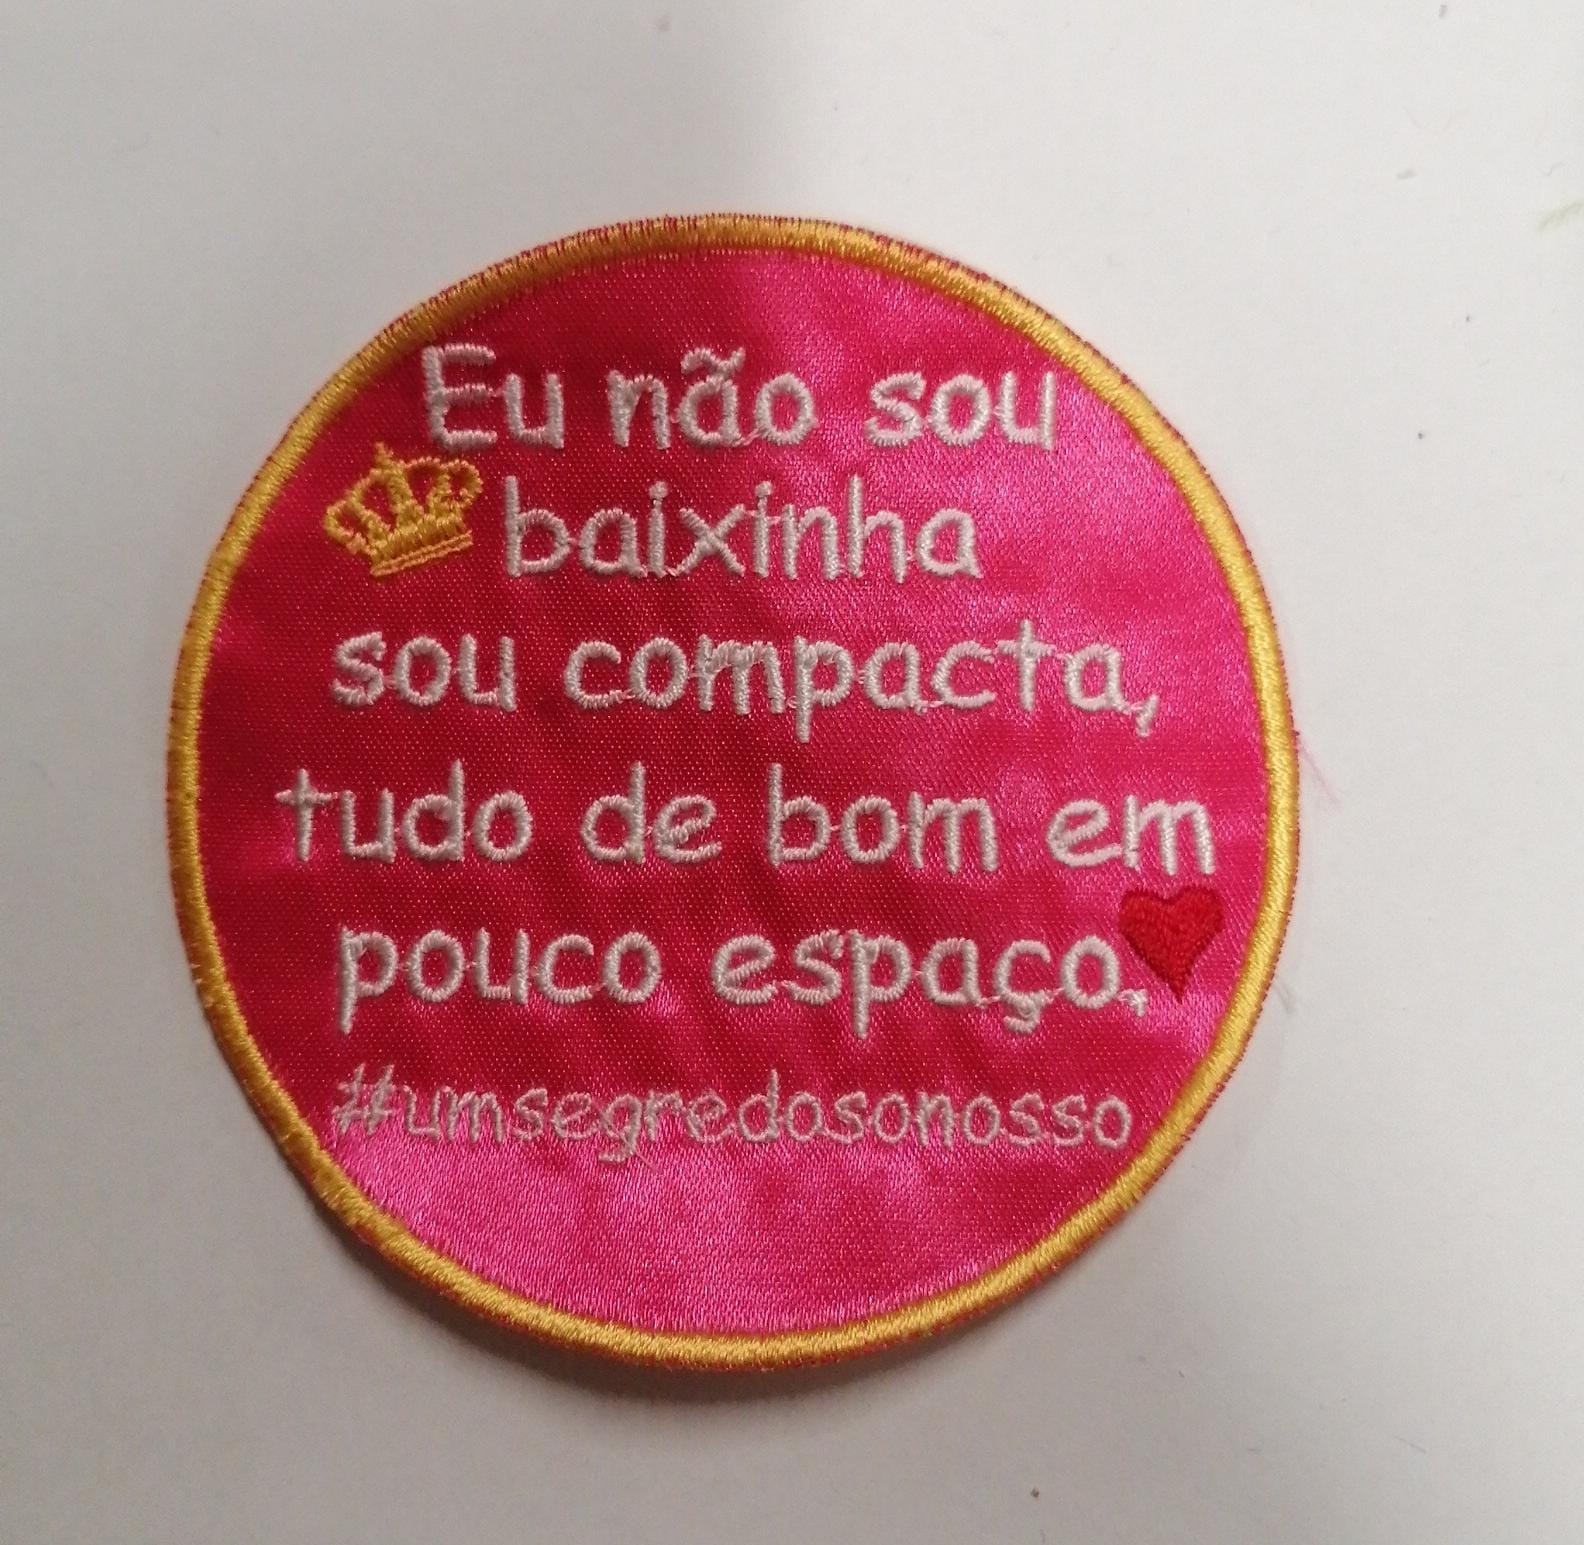 Eu não sou
baixinha
sou compacta,
tudo de bom em
pouco espaço.
#umsegredosonosso